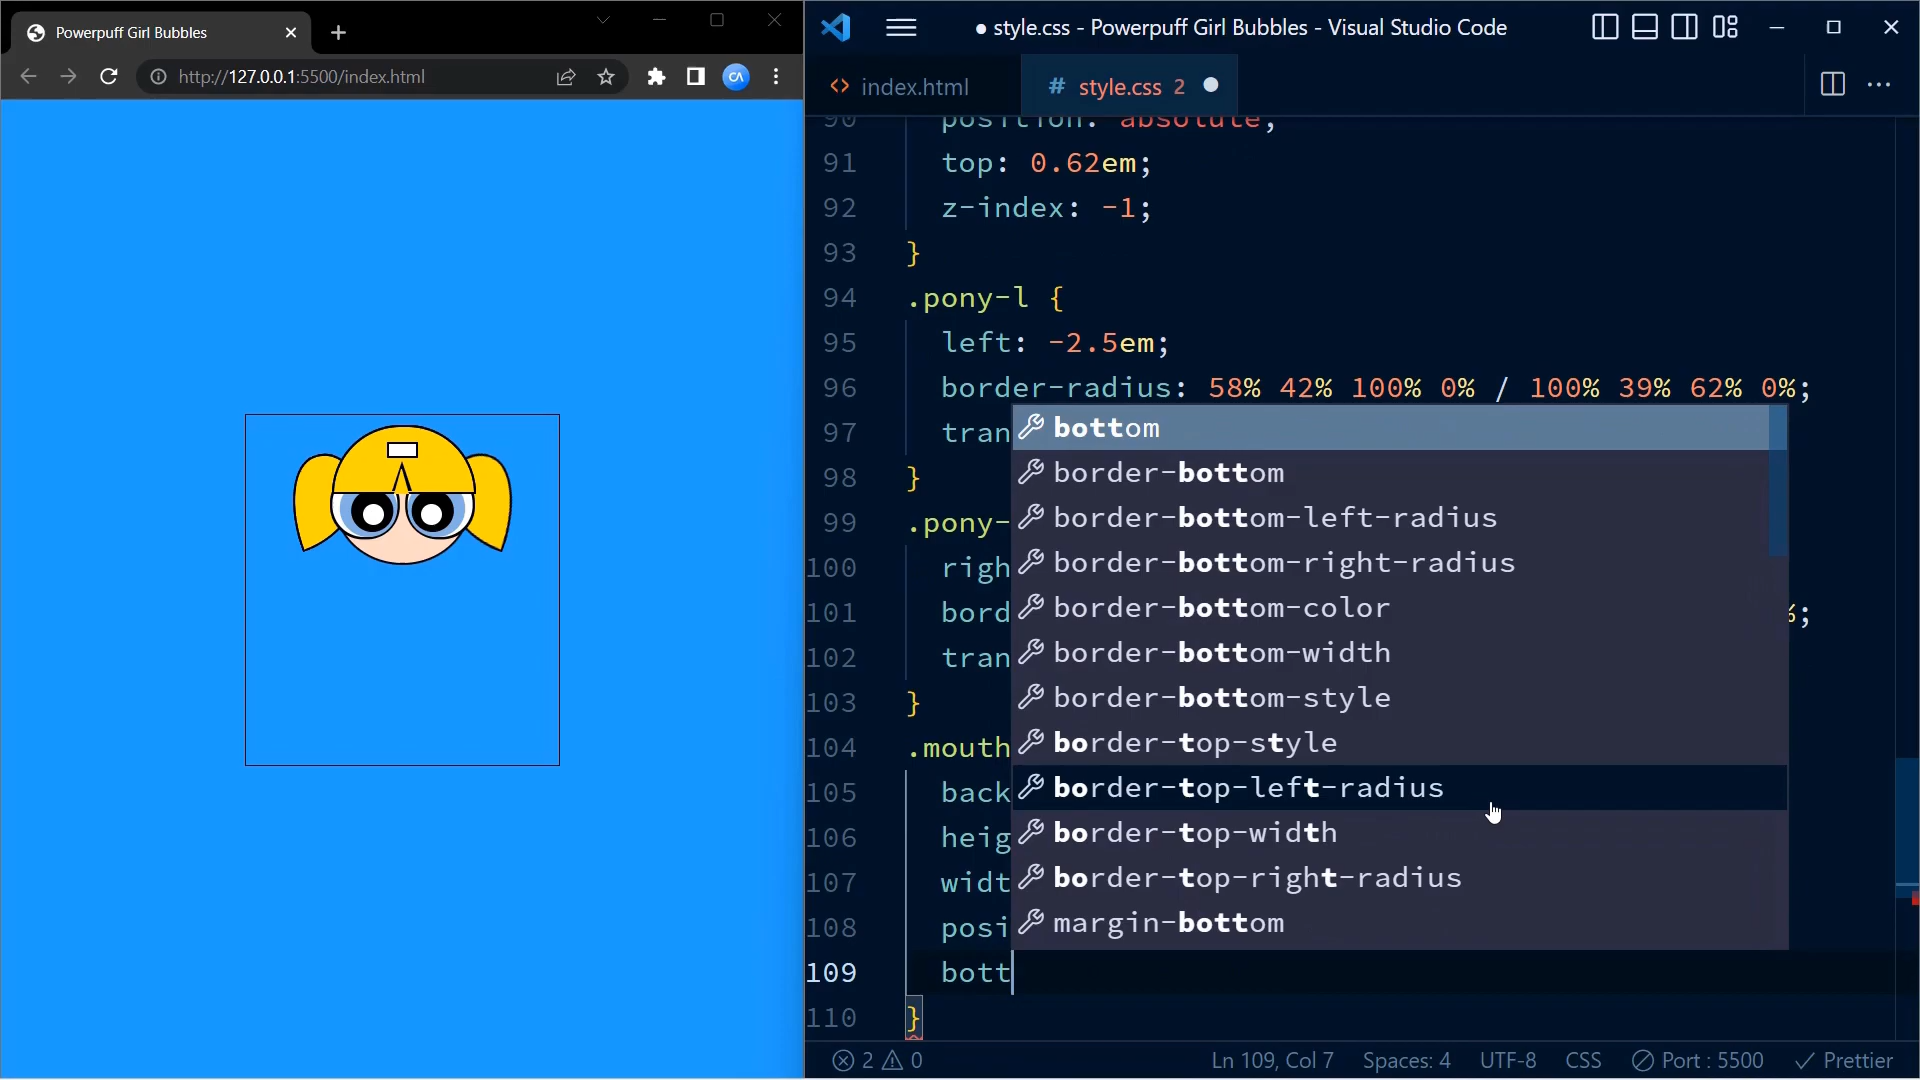 Powerpuff Girl Bubbles
http://127.0.0.1:5500/index.html
CA
● style.css - Powerpuff Girl Bubbles - Visual Studio Code
<> index.html
# style.css 2 ●
90 position: absolute;
91 top: 0.62em;
92 z-index: -1;
93 }
94 .pony-l {
95 left: -2.5em;
96 border-radius: 58% 42% 100% 0% / 100% 39% 62% 0%;
97 tran
98 }
99 .pony-
100 righ
101 bord %;
102 tran
103 }
104 .mouth
105 back
106 heig
107 widt
108 posi
109 bott
110 }
bottom
border-bottom
border-bottom-left-radius
border-bottom-right-radius
border-bottom-color
border-bottom-width
border-bottom-style
border-top-style
border-top-left-radius
border-top-width
border-top-right-radius
margin-bottom
2 0 Ln 109, Col 7 Spaces: 4 UTF-8 CSS Port : 5500 Prettier